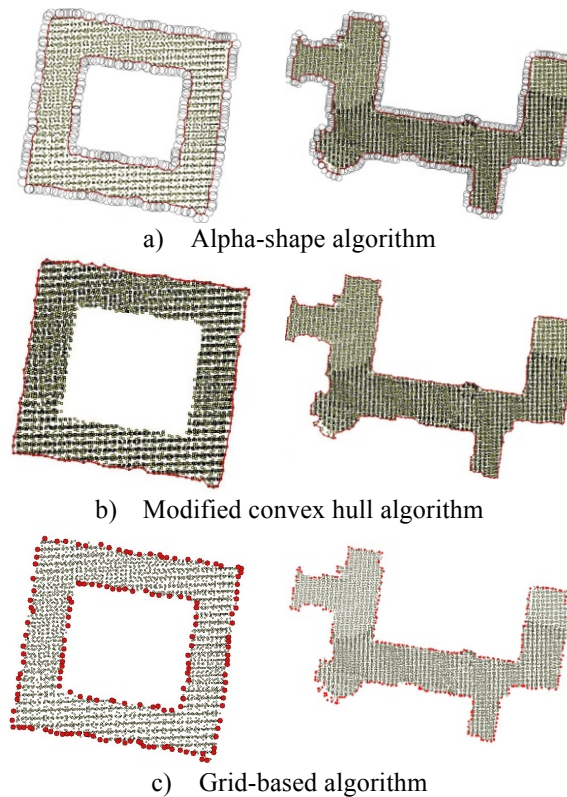 a) Alpha-shape algorithm
b) Modified convex hull algorithm
c) Grid-based algorithm